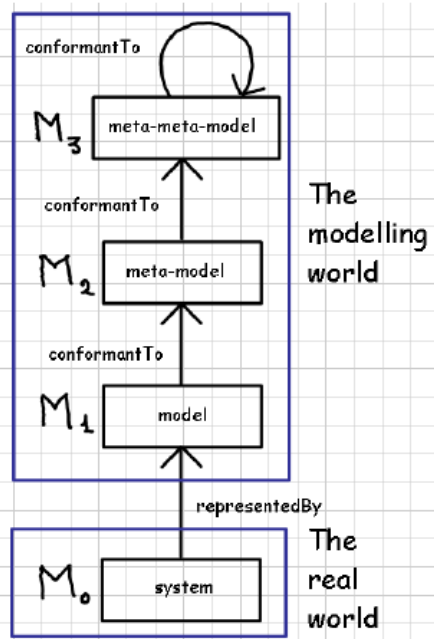 conformantTo
M3
meta-meta-model
conformantTo
The
modelling
world
M2
meta-model
conformantTo
M1
model
representedBy
The
real
world
M0
system